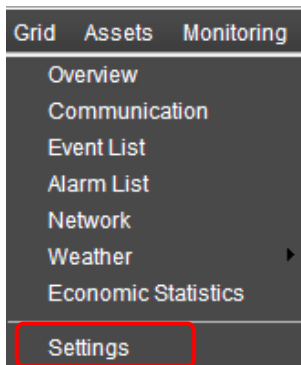 Grid Assets Monitoring
Overview
Communication
Event List
Alarm List
Network
Weather
Economic Statistics
Settings